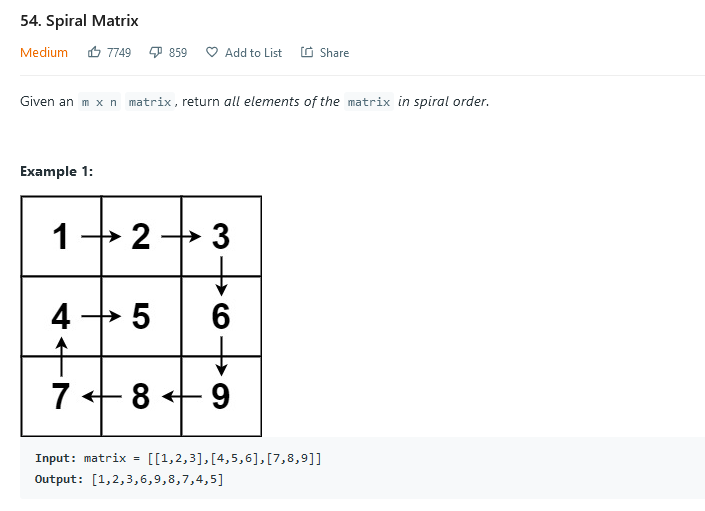 54. Spiral Matrix
Medium 7749 859 Add to List Share
Given an m x n matrix, return all elements of the matrix in spiral order.
Example 1:
1 2 3
4 5 6
7 8 9
Input: matrix = [[1,2,3],[4,5,6],[7,8,9]]
Output: [1,2,3,6,9,8,7,4,5]